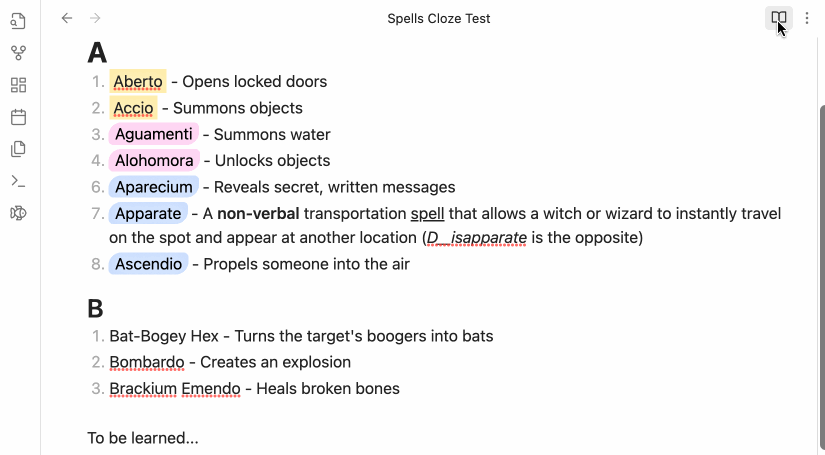 Spells Cloze Test
A
1. Aberto - Opens locked doors
2. Accio - Summons objects
3. Aguamenti - Summons water
4. Alohomora - Unlocks objects
6. Aparecium - Reveals secret, written messages
7. Apparate - A non-verbal transportation spell that allows a witch or wizard to instantly travel
on the spot and appear at another location (D__isapparate is the opposite)
8. Ascendio - Propels someone into the air
B
1. Bat-Bogey Hex - Turns the target's boogers into bats
2. Bombardo - Creates an explosion
3. Brackium Emendo - Heals broken bones
To be learned...